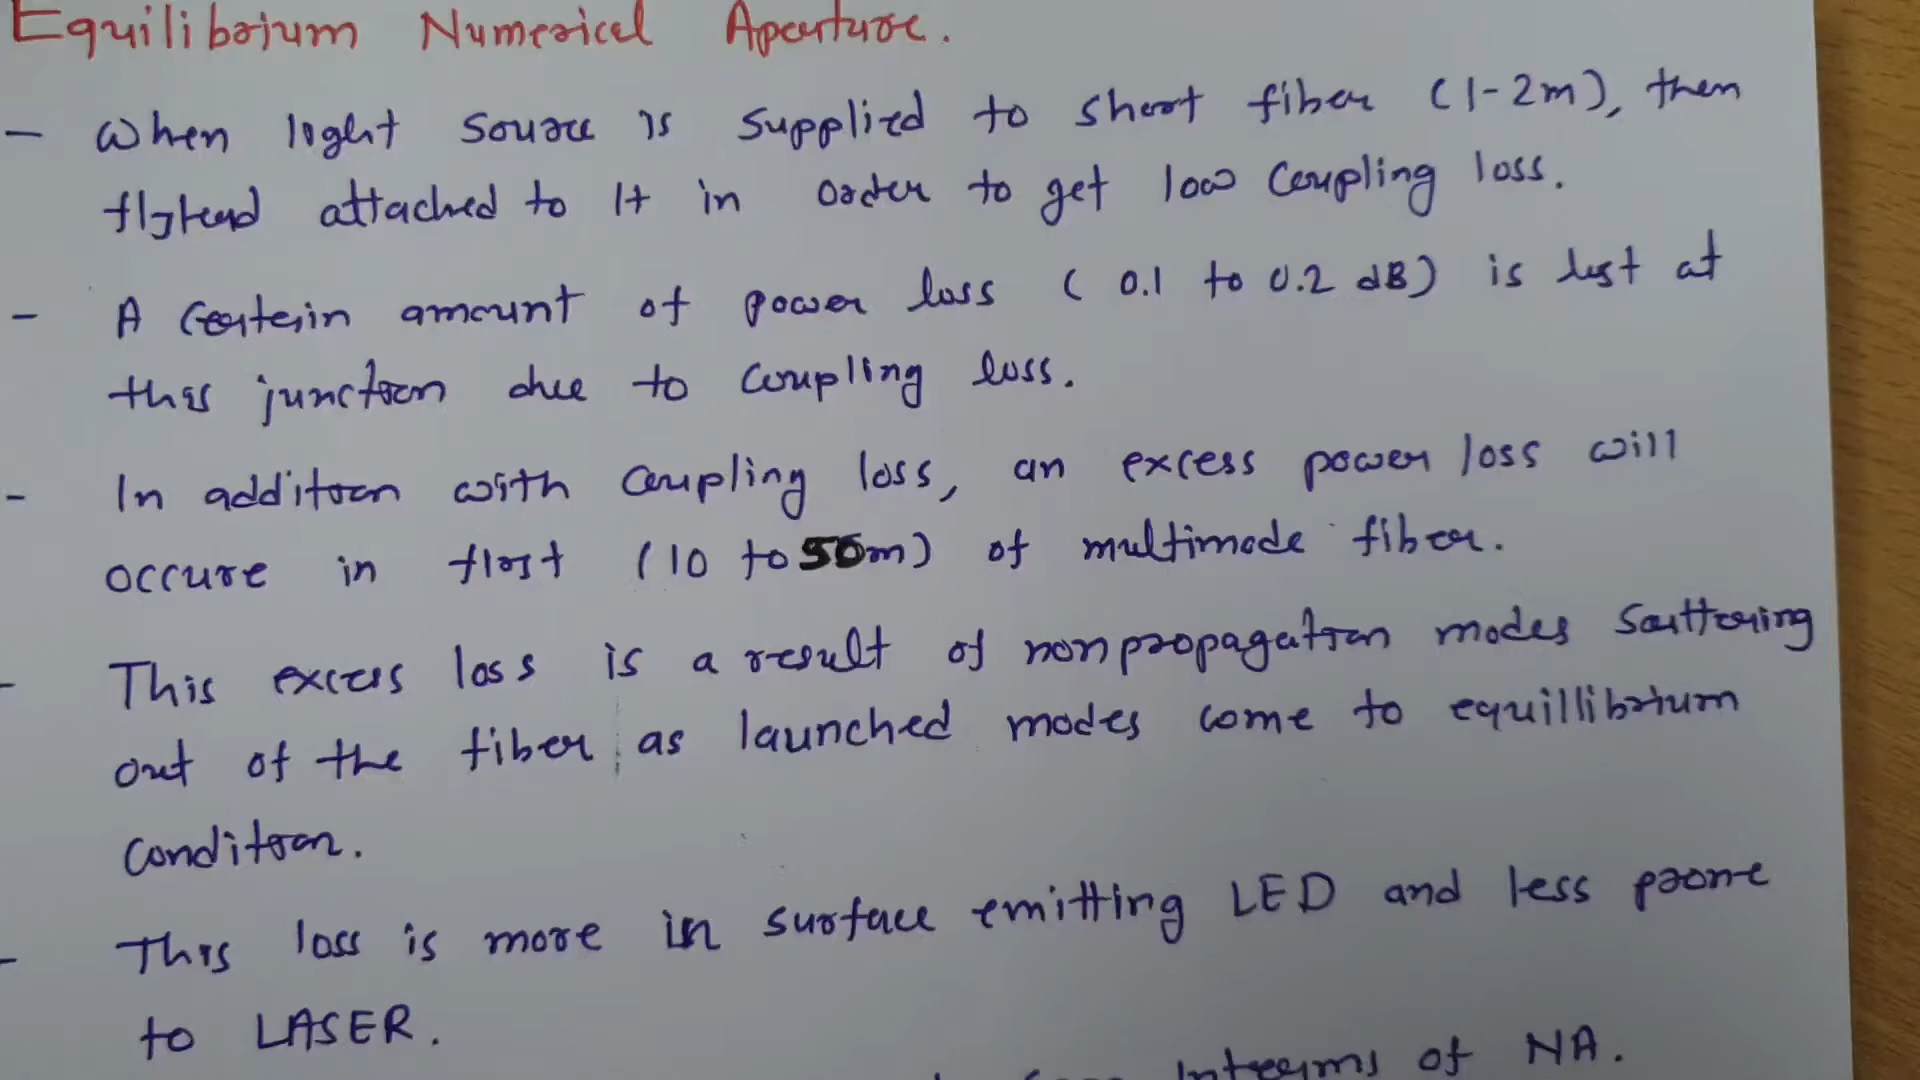 Equilibrium Numerical Aperture.
- When light source is supplied to short fiber (1-2m), then
flylead attached to It in order to get low coupling loss.
- A certain amount of power loss (0.1 to 0.2 dB) is lost at
this junction due to coupling loss.
- In addition with coupling loss, an excess power loss will
occure in first (10 to 50m) of multimode fiber.
- This excess loss is a result of nonpropagation modes scattering
out of the fiber as launched modes come to equillibrium
condition.
- This loss is more in surface emitting LED and less prone
to LASER.
Interms of NA.